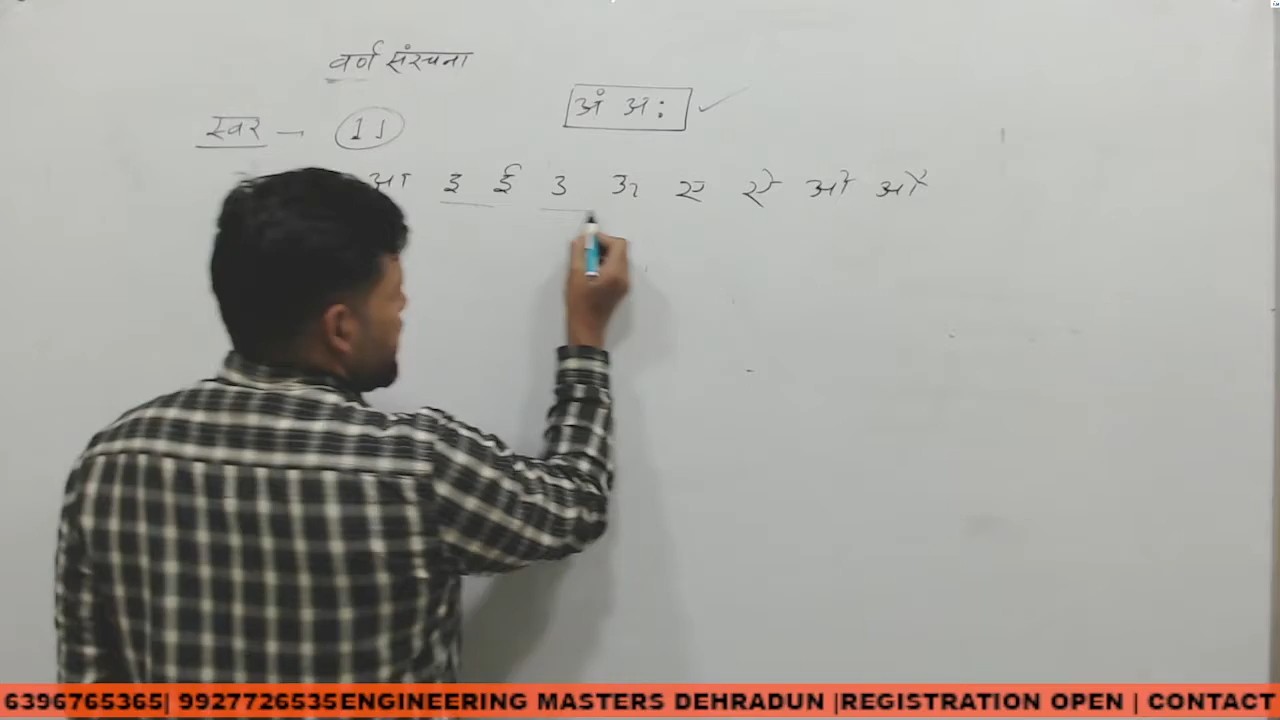 वर्ण संरचना
अं अः
स्वर - 11
आ इ ई उ ऊ ए ऐ ओ औ
6396765365| 9927726535ENGINEERING MASTERS DEHRADUN |REGISTRATION OPEN | CONTACT